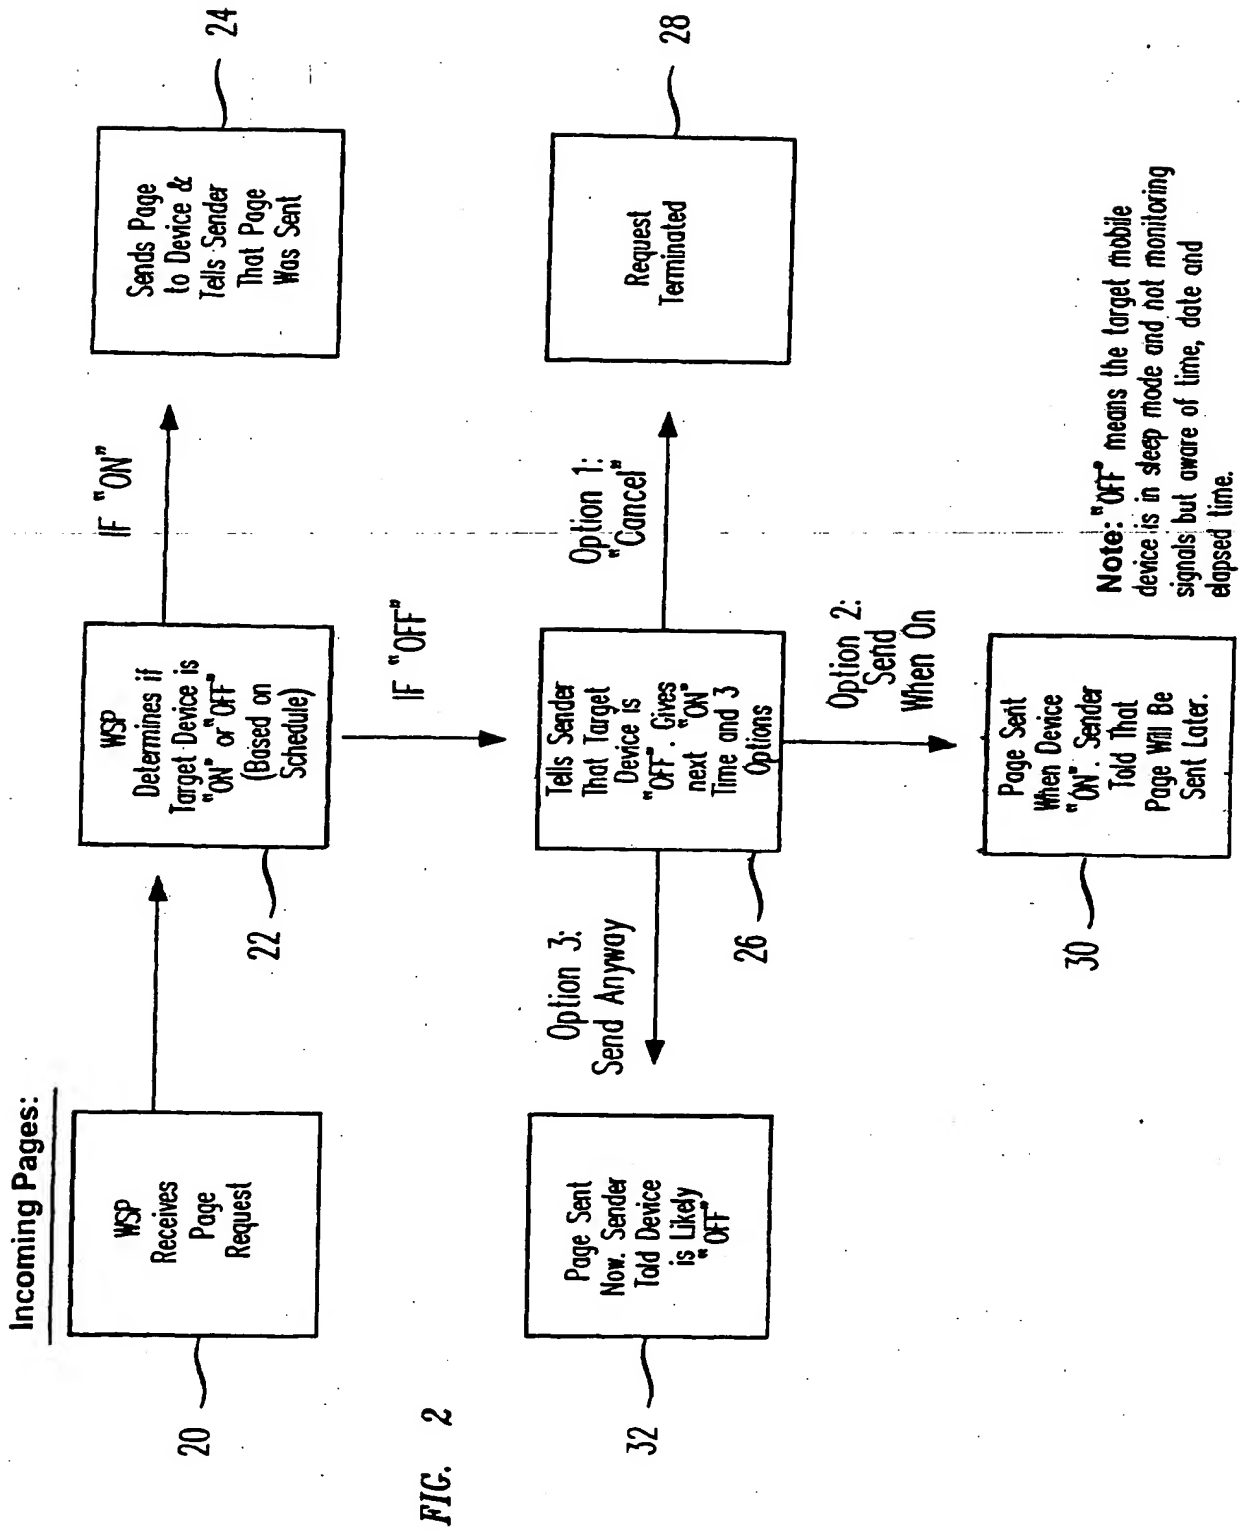 Incoming Pages:
WSP
Receives
Page
Request
20
WSP
Determines if
Target Device is
"ON" or "OFF"
(Based on
Schedule)
22
IF "ON"
Sends Page
to Device &
Tells Sender
That Page
Was Sent
24
IF "OFF"
Tells Sender
That Target
Device is
"OFF". Gives
next "ON"
Time and 3
Options
26
Option 1:
"Cancel"
Request
Terminated
28
Option 2:
Send
When On
Page Sent
When Device
"ON". Sender
Told That
Page Will Be
Sent Later.
30
Option 3:
Send Anyway
Page Sent
Now. Sender
Told Device
is Likely
"OFF"
32
Note: "OFF" means the target mobile
device is in sleep mode and not monitoring
signals but aware of time, date and
elapsed time.
FIG. 2